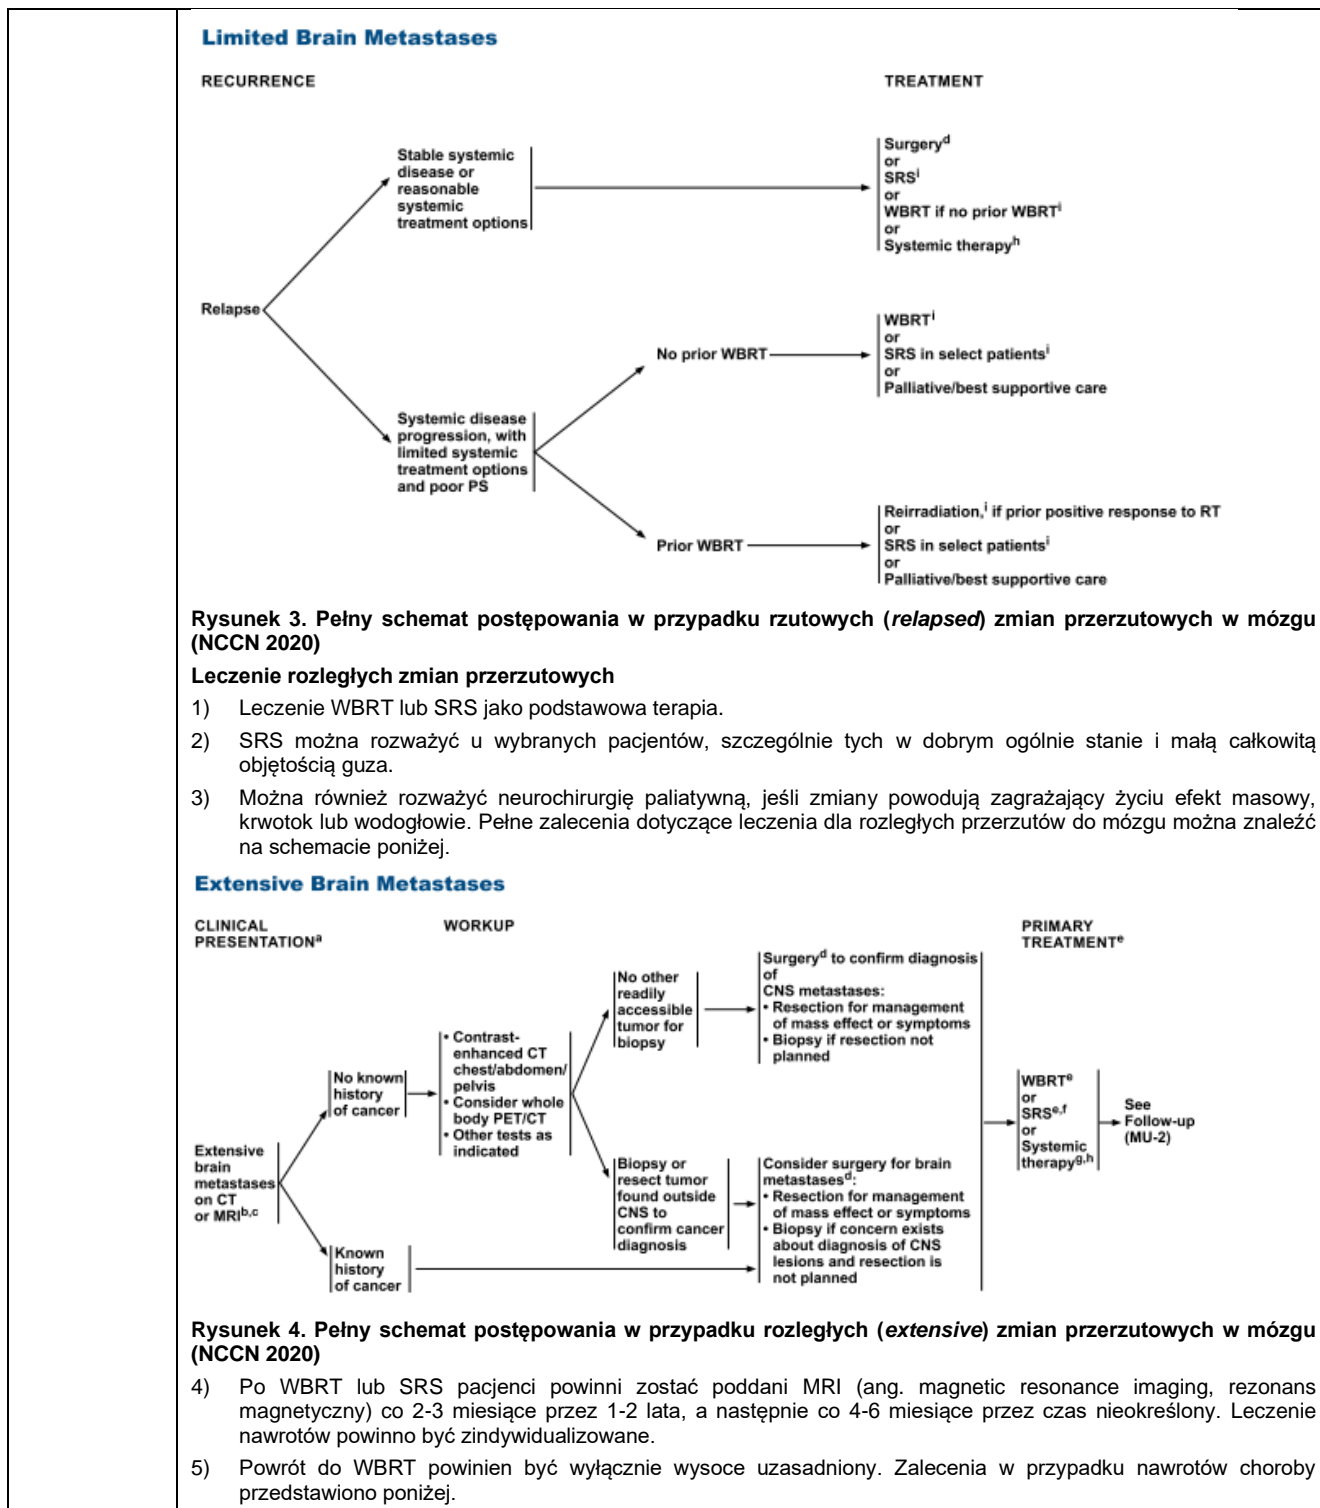 Limited Brain Metastases
RECURRENCE
TREATMENT
Stable systemic
disease or
reasonable
systemic
treatment options
Surgeryᵈ
or
SRSⁱ
or
WBRT if no prior WBRTⁱ
or
Systemic therapyʰ
Relapse
No prior WBRT
WBRTⁱ
or
SRS in select patientsⁱ
or
Palliative/best supportive care
Systemic disease
progression, with
limited systemic
treatment options
and poor PS
Prior WBRT
Reirradiation,ⁱ if prior positive response to RT
or
SRS in select patientsⁱ
or
Palliative/best supportive care
Rysunek 3. Pełny schemat postępowania w przypadku rzutowych (relapsed) zmian przerzutowych w mózgu
(NCCN 2020)
Leczenie rozległych zmian przerzutowych
1) Leczenie WBRT lub SRS jako podstawowa terapia.
2) SRS można rozważyć u wybranych pacjentów, szczególnie tych w dobrym ogólnie stanie i małą całkowitą
objętością guza.
3) Można również rozważyć neurochirurgię paliatywną, jeśli zmiany powodują zagrażający życiu efekt masowy,
krwotok lub wodogłowie. Pełne zalecenia dotyczące leczenia dla rozległych przerzutów do mózgu można znaleźć
na schemacie poniżej.
Extensive Brain Metastases
CLINICAL
PRESENTATIONᵃ
WORKUP
PRIMARY
TREATMENTᵉ
Extensive
brain
metastases
on CT
or MRIᵇ,ᶜ
No known
history
of cancer
Known
history
of cancer
• Contrast-
enhanced CT
chest/abdomen/
pelvis
• Consider whole
body PET/CT
• Other tests as
indicated
No other
readily
accessible
tumor for
biopsy
Biopsy or
resect tumor
found outside
CNS to
confirm cancer
diagnosis
Surgeryᵈ to confirm diagnosis
of
CNS metastases:
• Resection for management
of mass effect or symptoms
• Biopsy if resection not
planned
Consider surgery for brain
metastasesᵈ:
• Resection for management
of mass effect or symptoms
• Biopsy if concern exists
about diagnosis of CNS
lesions and resection is
not planned
WBRTᵉ
or
SRSᵉ,ᶠ
or
Systemic
therapyᵍ,ʰ
See
Follow-up
(MU-2)
Rysunek 4. Pełny schemat postępowania w przypadku rozległych (extensive) zmian przerzutowych w mózgu
(NCCN 2020)
4) Po WBRT lub SRS pacjenci powinni zostać poddani MRI (ang. magnetic resonance imaging, rezonans
magnetyczny) co 2-3 miesiące przez 1-2 lata, a następnie co 4-6 miesiące przez czas nieokreślony. Leczenie
nawrotów powinno być zindywidualizowane.
5) Powrót do WBRT powinien być wyłącznie wysoce uzasadniony. Zalecenia w przypadku nawrotów choroby
przedstawiono poniżej.